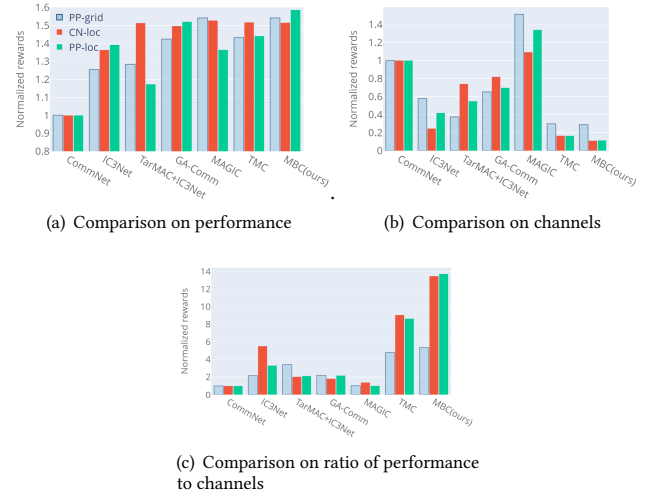 1.6
1.5
1.4
1.3
1.2
1.1
1
0.9
0.8
Normalized rewards
PP-grid
CN-loc
PP-loc
CommNet
IC3Net
TarMAC+IC3Net
GA-Comm
MAGIC
TMC
MBC(ours)
(a) Comparison on performance
1.4
1.2
1
0.8
0.6
0.4
0.2
0
Normalized rewards
CommNet
IC3Net
TarMAC+IC3Net
GA-Comm
MAGIC
TMC
MBC(ours)
.
(b) Comparison on channels
14
12
10
8
6
4
2
0
Normalized rewards
CommNet
IC3Net
TarMAC+IC3Net
GA-Comm
MAGIC
TMC
MBC(ours)
(c) Comparison on ratio of performance
to channels